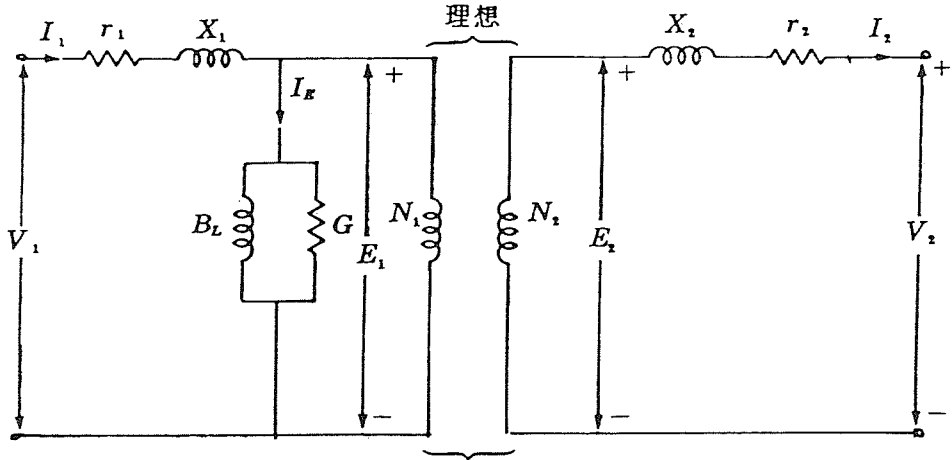 理想
I₁ r₁ X₁ X₂ r₂ I₂
+ + +
I_E
B_L G N₁ N₂
V₁ E₁ E₂ V₂
− − −